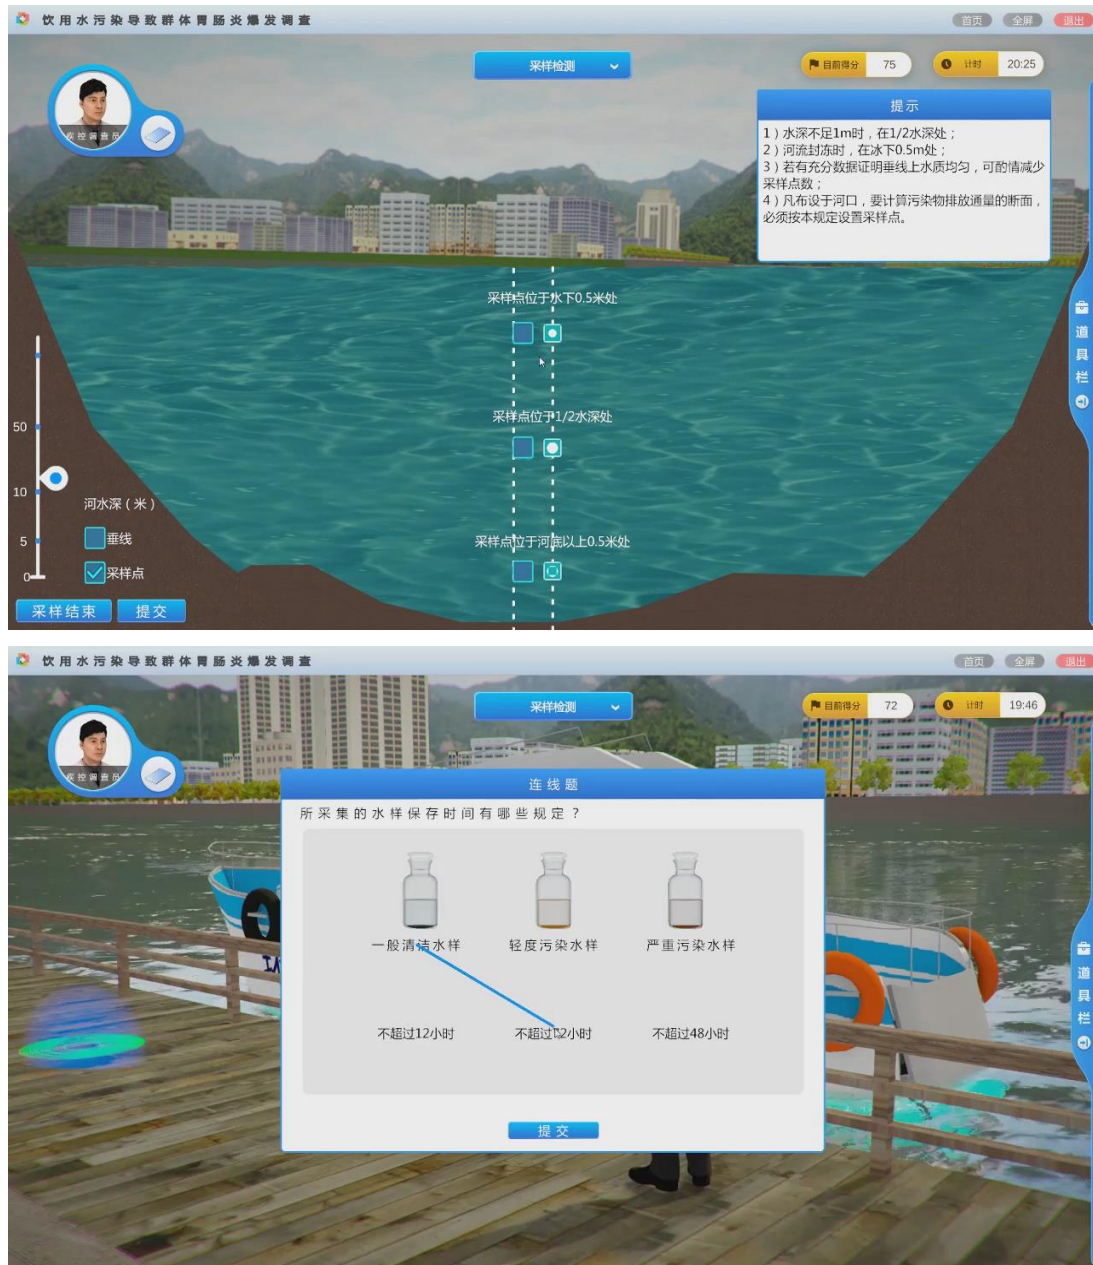 饮用水污染导致群体胃肠炎爆发调查
首页
全屏
退出
采样检测
目前得分
75
计时
20:25
疾控调查员
提示
1）水深不足1m时，在1/2水深处；
2）河流封冻时，在冰下0.5m处；
3）若有充分数据证明垂线上水质均匀，可酌情减少
采样点数；
4）凡布设于河口，要计算污染物排放通量的断面，
必须按本规定设置采样点。
采样点位于水下0.5米处
道具栏
采样点位于1/2水深处
50
10
河水深（米）
5
垂线
采样点位于河底以上0.5米处
0
采样点
采样结束
提交
饮用水污染导致群体胃肠炎爆发调查
首页
全屏
退出
采样检测
目前得分
72
计时
19:46
疾控调查员
连线题
所采集的水样保存时间有哪些规定？
一般清洁水样
轻度污染水样
严重污染水样
道具栏
不超过12小时
不超过72小时
不超过48小时
提交